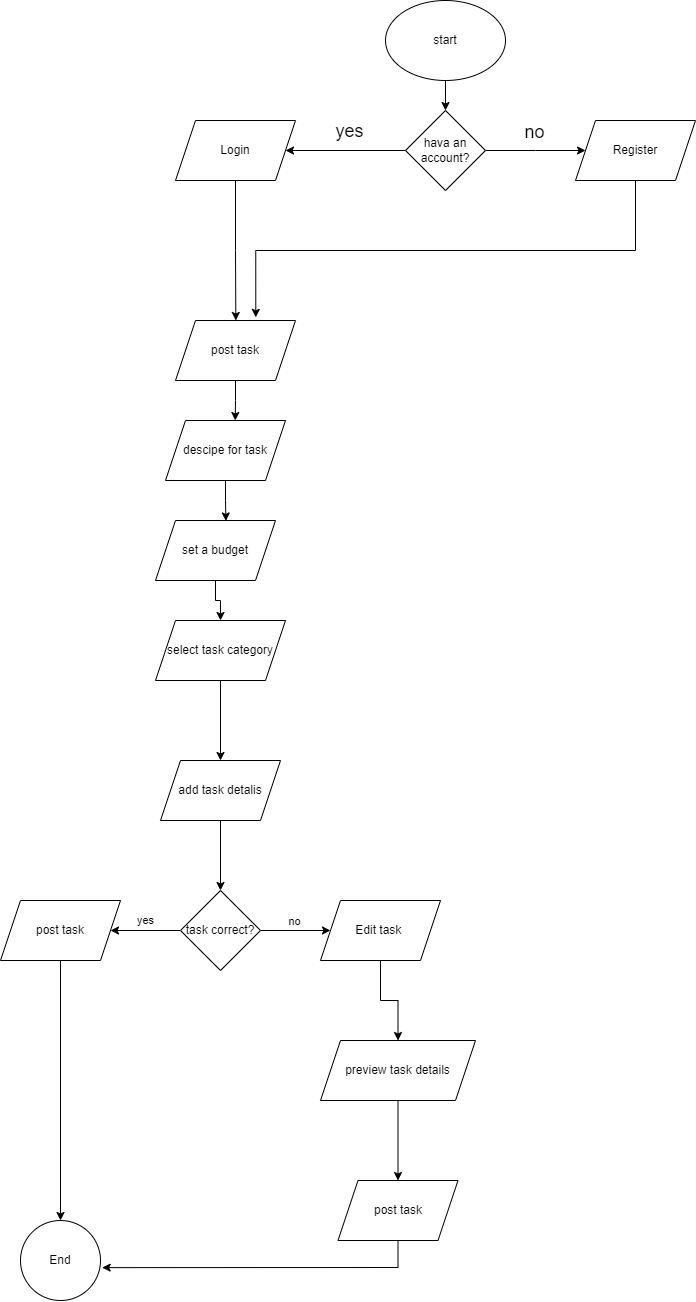 start
yes
no
Login
hava an
account?
Register
post task
descipe for task
set a budget
select task category
add task detalis
yes
no
post task
task correct?
Edit task
preview task details
post task
End